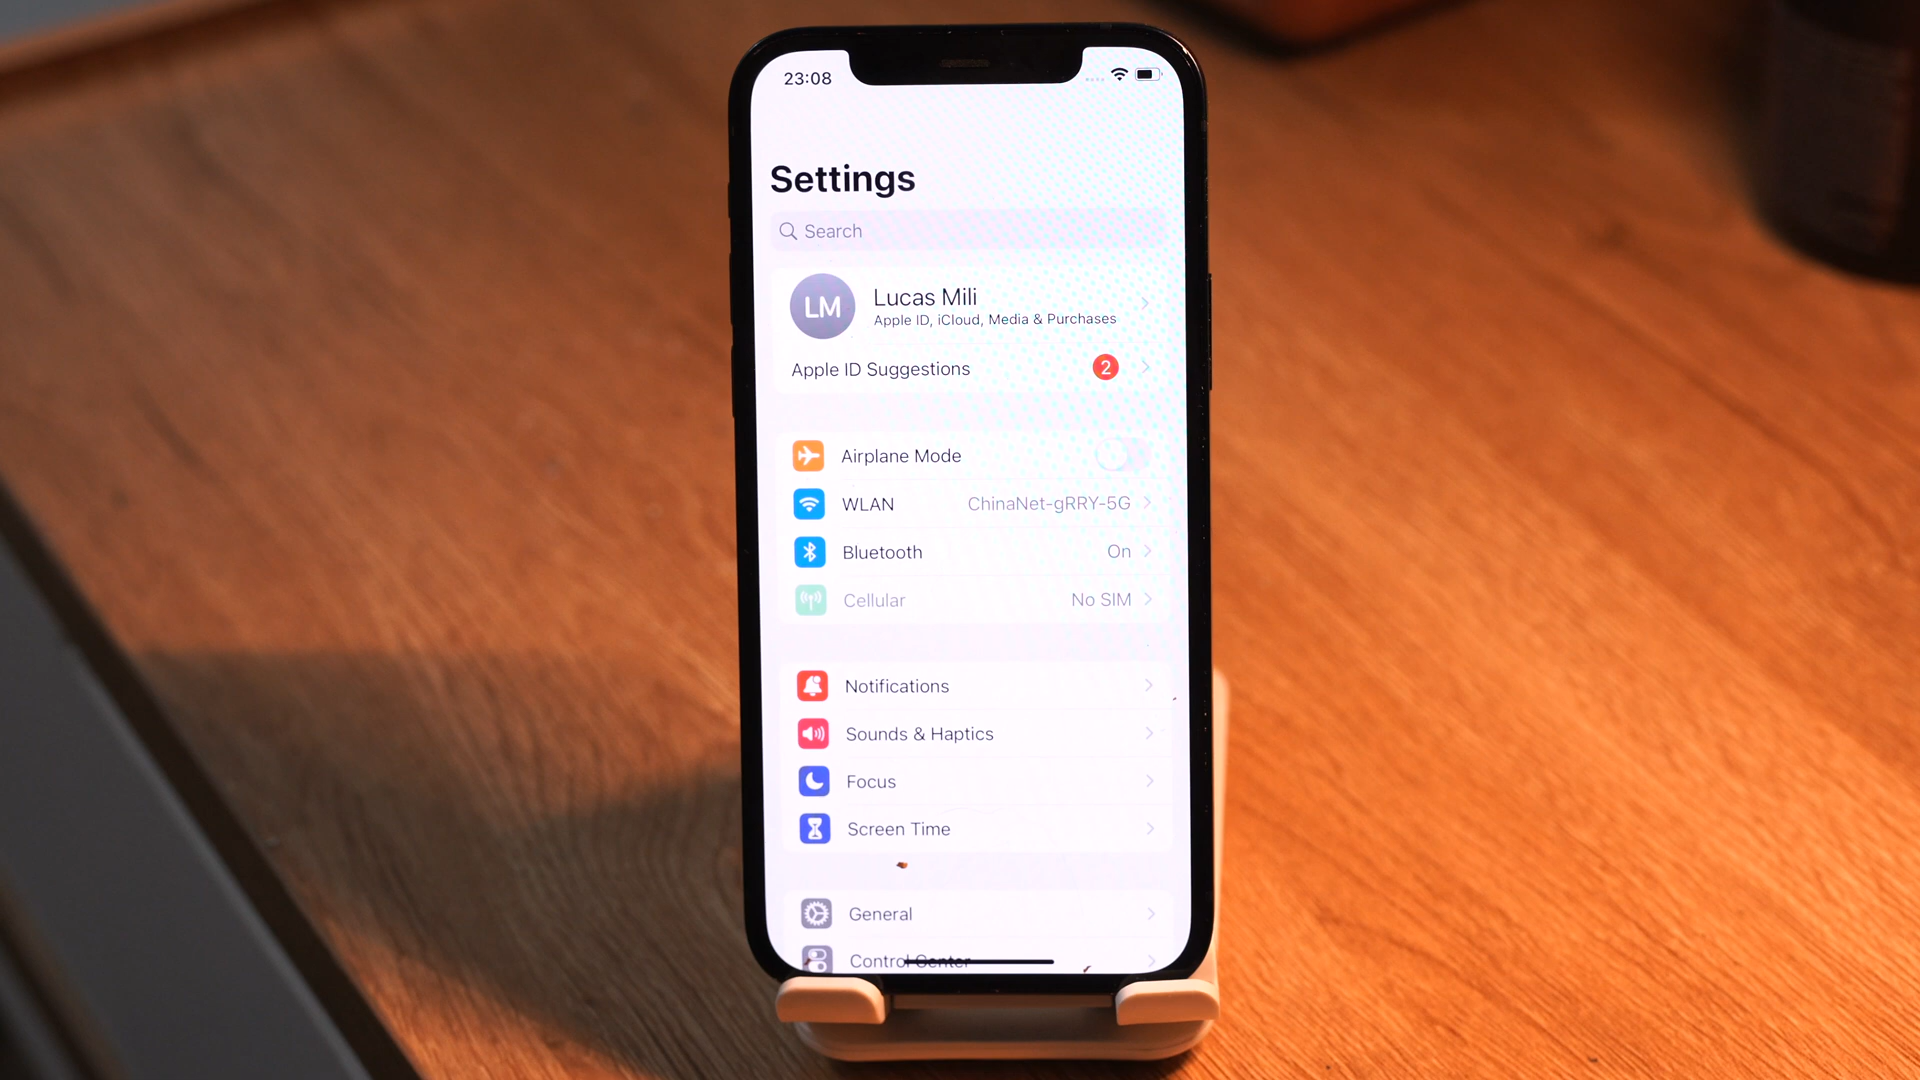 23:08
Settings
Search
LM
Lucas Mili
Apple ID, iCloud, Media & Purchases
Apple ID Suggestions 2
Airplane Mode
WLAN ChinaNet-gRRY-5G
Bluetooth On
Cellular No SIM
Notifications
Sounds & Haptics
Focus
Screen Time
General
Control Center